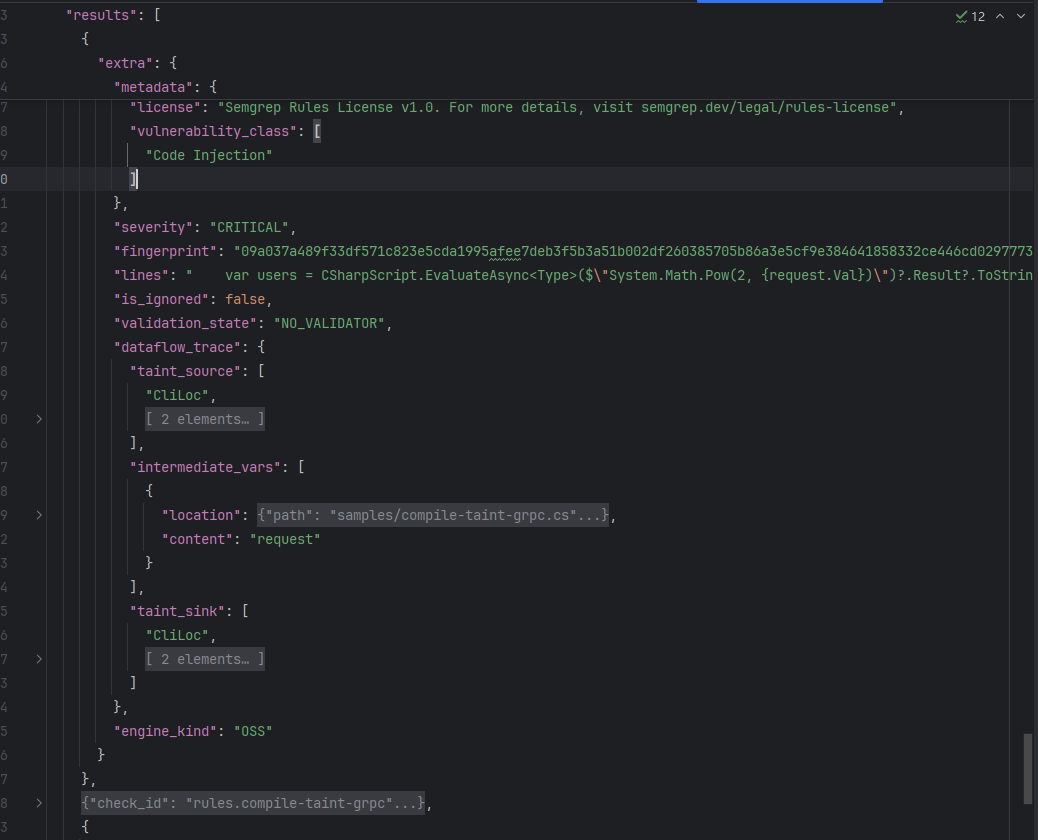 3 "results": [ 12
3 {
6 "extra": {
4 "metadata": {
7 "license": "Semgrep Rules License v1.0. For more details, visit semgrep.dev/legal/rules-license",
8 "vulnerability_class": [
9 "Code Injection"
0 ]
1 },
2 "severity": "CRITICAL",
3 "fingerprint": "09a037a489f33df571c823e5cda1995afee7deb3f5b3a51b002df260385705b86a3e5cf9e384641858332ce446cd0297773
4 "lines": "    var users = CSharpScript.EvaluateAsync<Type>($\"System.Math.Pow(2, {request.Val})\")?.Result?.ToStrin
5 "is_ignored": false,
6 "validation_state": "NO_VALIDATOR",
7 "dataflow_trace": {
8 "taint_source": [
9 "CliLoc",
0 [ 2 elements… ]
6 ],
7 "intermediate_vars": [
8 {
9 "location": {"path": "samples/compile-taint-grpc.cs"...},
2 "content": "request"
3 }
4 ],
5 "taint_sink": [
6 "CliLoc",
7 [ 2 elements… ]
3 ]
4 },
5 "engine_kind": "OSS"
6 }
7 },
8 {"check_id": "rules.compile-taint-grpc"...},
3 {